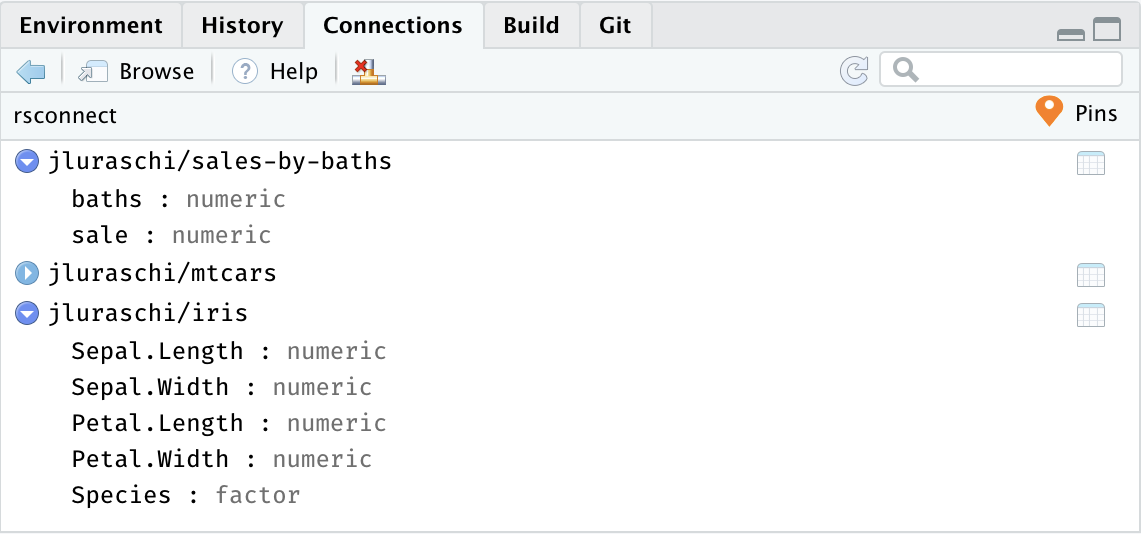 Environment History Connections Build Git
Browse ? Help
rsconnect Pins
jluraschi/sales-by-baths
baths : numeric
sale : numeric
jluraschi/mtcars
jluraschi/iris
Sepal.Length : numeric
Sepal.Width : numeric
Petal.Length : numeric
Petal.Width : numeric
Species : factor